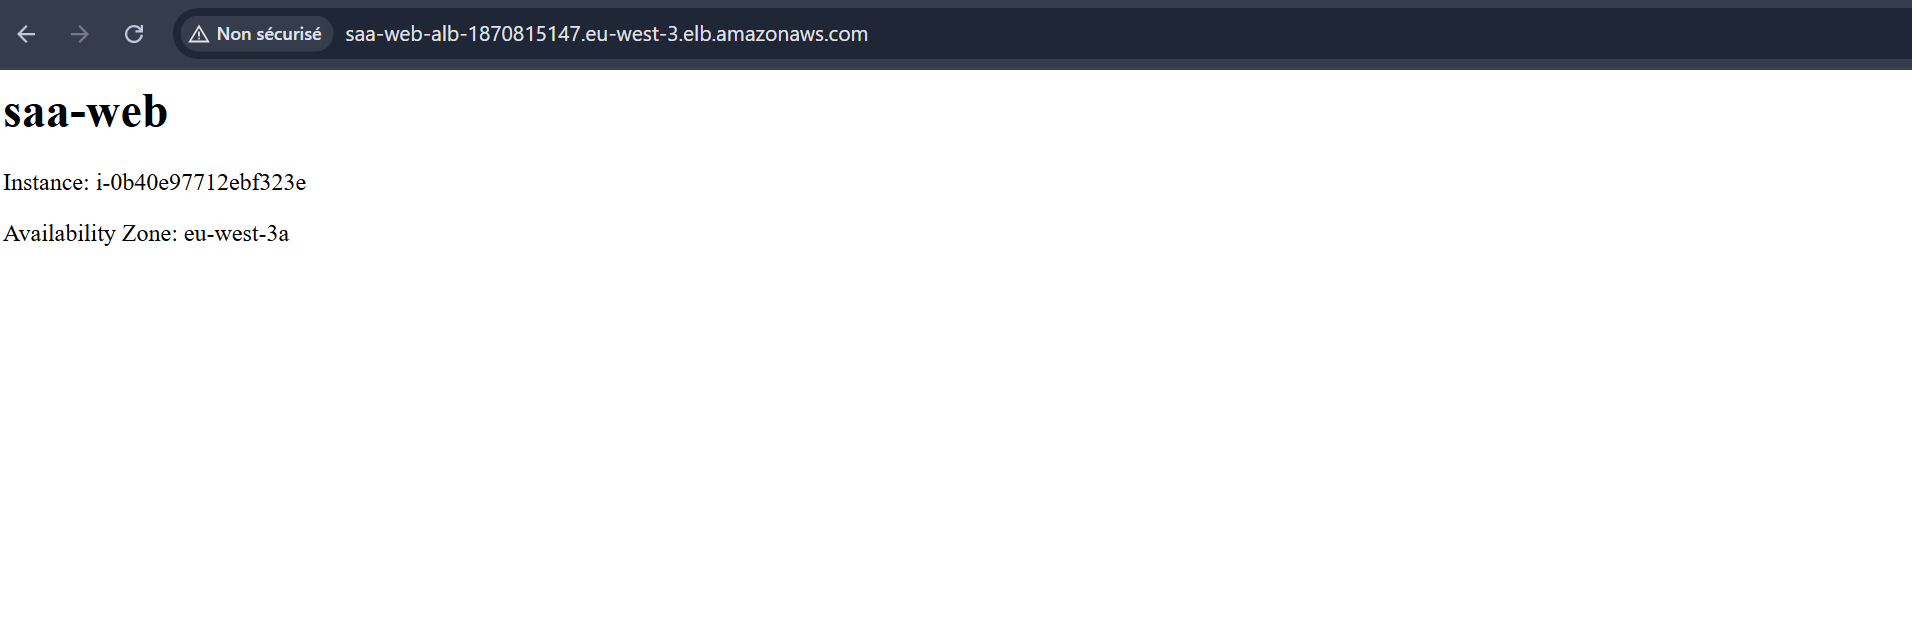 Non sécurisé saa-web-alb-1870815147.eu-west-3.elb.amazonaws.com
saa-web
Instance: i-0b40e97712ebf323e
Availability Zone: eu-west-3a